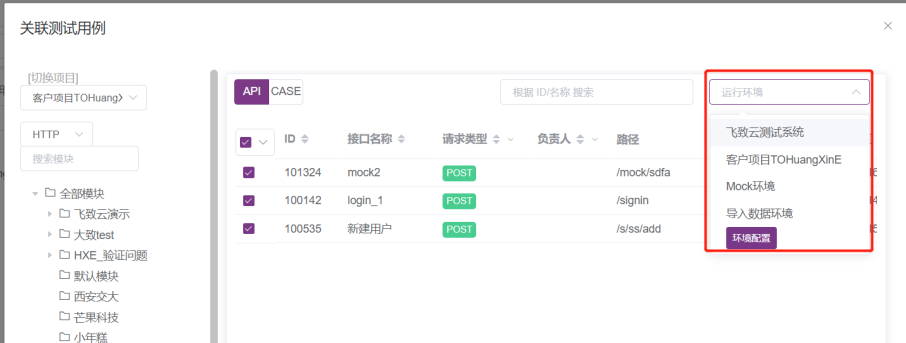 关联测试用例
[切换项目]
客户项目TOHuang
HTTP
搜索模块
全部模块
飞致云演示
大致test
HXE_验证问题
默认模块
西安交大
芒果科技
小年糕
API CASE
根据 ID/名称 搜索
运行环境
ID 接口名称 请求类型 负责人 路径
101324 mock2 POST /mock/sdfa
100142 login_1 POST /signin
100535 新建用户 POST /s/ss/add
飞致云测试系统
客户项目TOHuangXinE
Mock环境
导入数据环境
环境配置